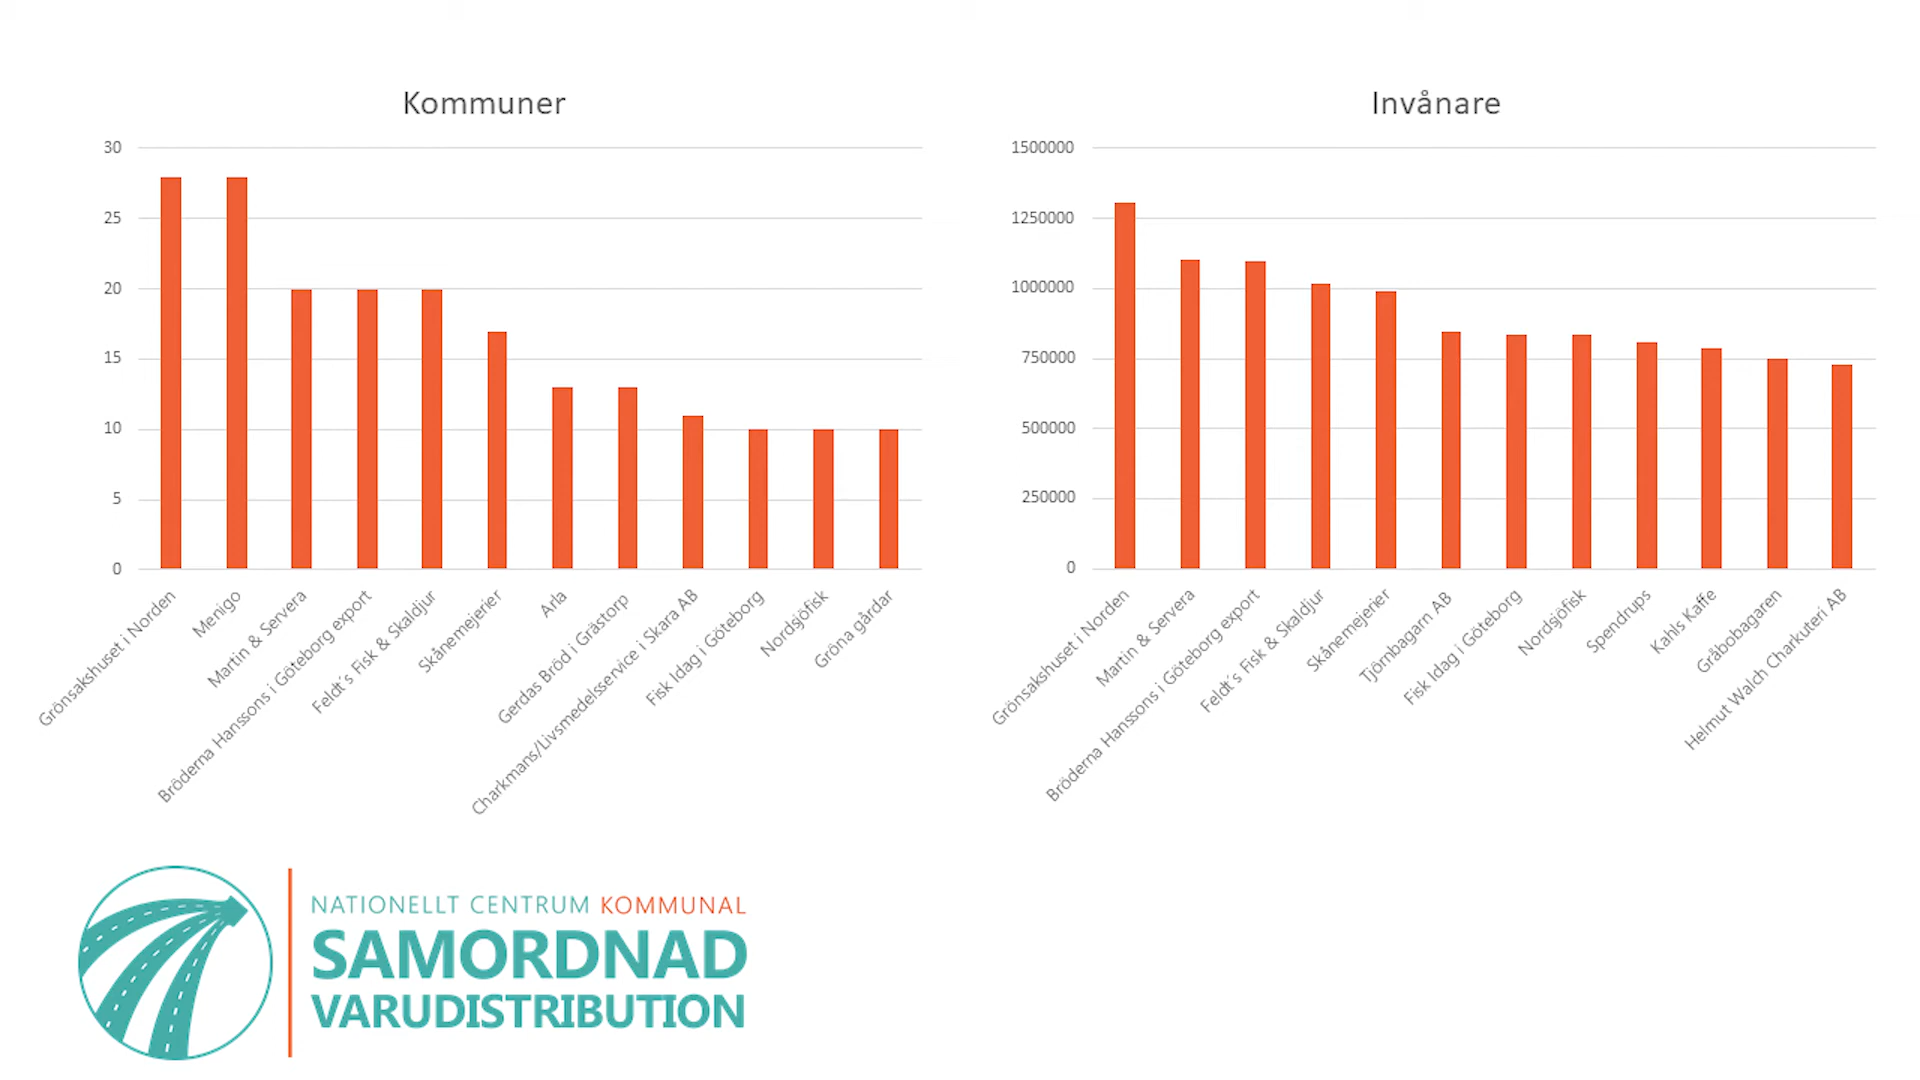 Kommuner
30
25
20
15
10
5
0
Grönsakshuset i Norden
Menigo
Martin & Servera
Bröderna Hanssons i Göteborg export
Feldt´s Fisk & Skaldjur
Skånemejerier
Arla
Gerdas Bröd i Grästorp
Charkmans/Livsmedelsservice i Skara AB
Fisk Idag i Göteborg
Nordsjöfisk
Gröna gårdar
Invånare
1500000
1250000
1000000
750000
500000
250000
0
Grönsakshuset i Norden
Martin & Servera
Bröderna Hanssons i Göteborg export
Feldt´s Fisk & Skaldjur
Skånemejerier
Tjörnbagarn AB
Fisk Idag i Göteborg
Nordsjöfisk
Spendrups
Kahls Kaffe
Gråbobagaren
Helmut Walch Charkuteri AB
NATIONELLT CENTRUM KOMMUNAL
SAMORDNAD
VARUDISTRIBUTION